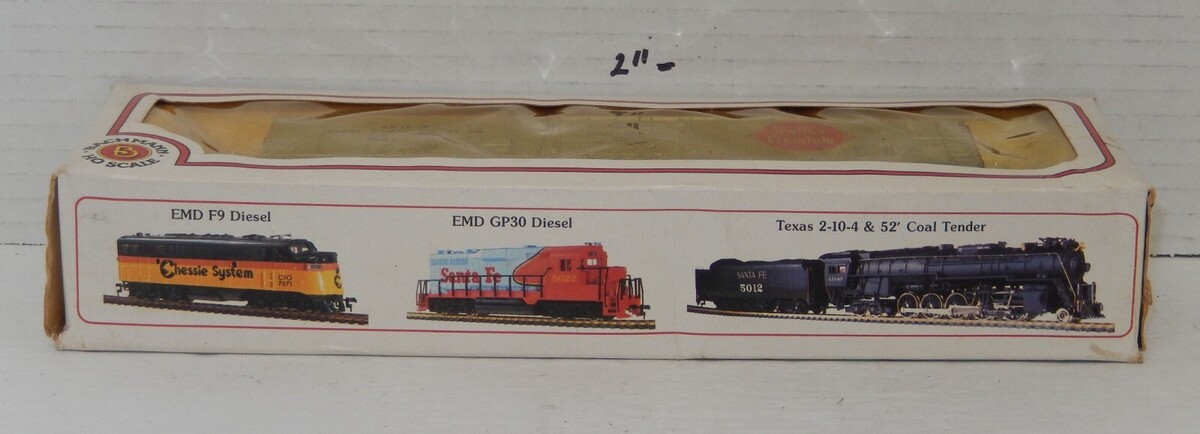 2"-
BACHMANN
HO SCALE
EMD F9 Diesel
EMD GP30 Diesel
Texas 2-10-4 & 52' Coal Tender
Chessie System
C&O
7071
Santa Fe
SANTA FE
5012